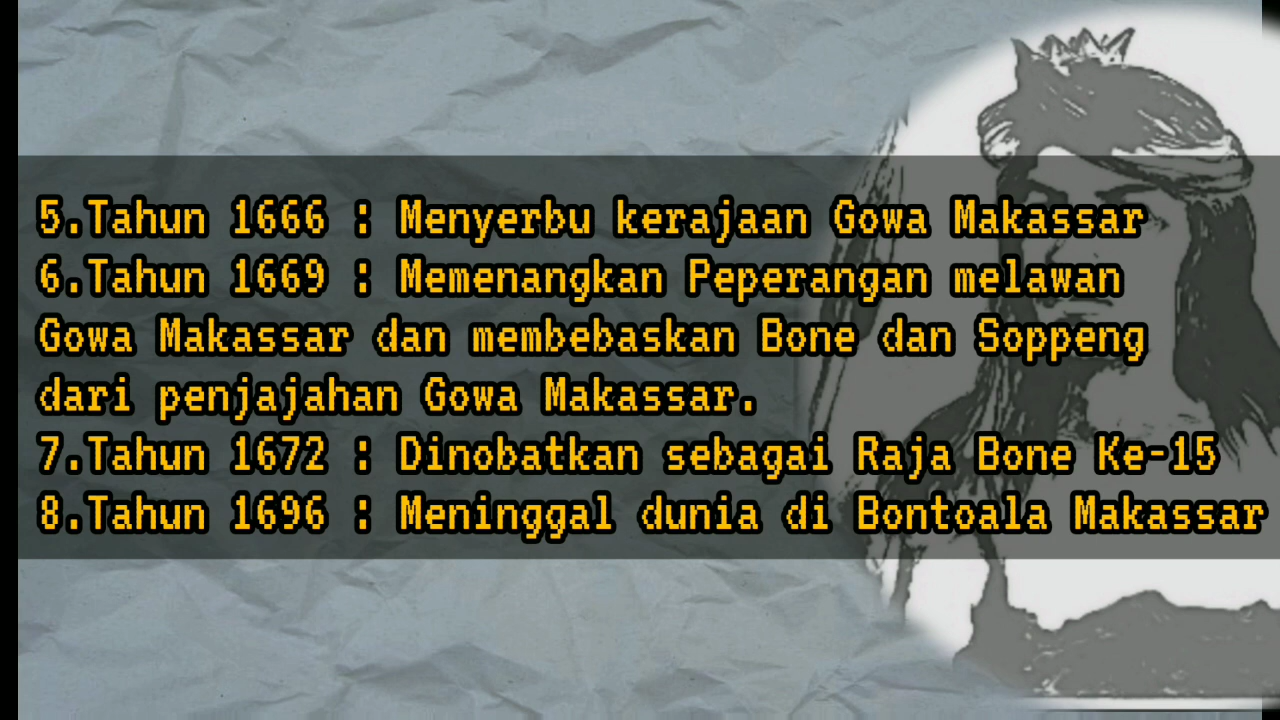 5.Tahun 1666 : Menyerbu kerajaan Gowa Makassar
6.Tahun 1669 : Memenangkan Peperangan melawan
Gowa Makassar dan membebaskan Bone dan Soppeng
dari penjajahan Gowa Makassar.
7.Tahun 1672 : Dinobatkan sebagai Raja Bone Ke-15
8.Tahun 1696 : Meninggal dunia di Bontoala Makassar